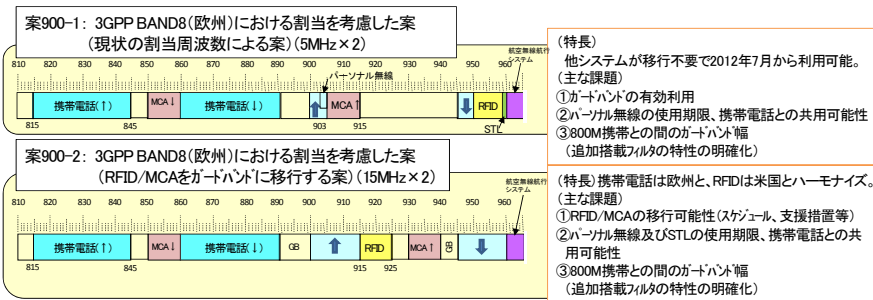 案900-1: 3GPP BAND8(欧州)における割当を考慮した案
(現状の割当周波数による案)(5MHz×2)
航空無線航行
システム
810 820 830 840 850 860 870 880 890 900 910 920 930 940 950 960
パーソナル無線
携帯電話(↑) MCA↓ 携帯電話(↓) ↑ MCA↑ ↓ RFID
815 845 903 915 STL
(特長)
他システムが移行不要で2012年7月から利用可能。
(主な課題)
①ガードバンドの有効利用
②パーソナル無線の使用期限、携帯電話との共用可能性
③800M携帯との間のガードバンド幅
(追加搭載フィルタの特性の明確化)
案900-2: 3GPP BAND8(欧州)における割当を考慮した案
(RFID/MCAをガードバンドに移行する案)(15MHz×2)
航空無線航行
システム
810 820 830 840 850 860 870 880 890 900 910 920 930 940 950 960
携帯電話(↑) MCA↓ 携帯電話(↓) GB ↑ RFID MCA↑ GB ↓
815 845 915 925
(特長)携帯電話は欧州と、RFIDは米国とハーモナイズ。
(主な課題)
①RFID/MCAの移行可能性(スケジュール、支援措置等)
②パーソナル無線及びSTLの使用期限、携帯電話との共
用可能性
③800M携帯との間のガードバンド幅
(追加搭載フィルタの特性の明確化)